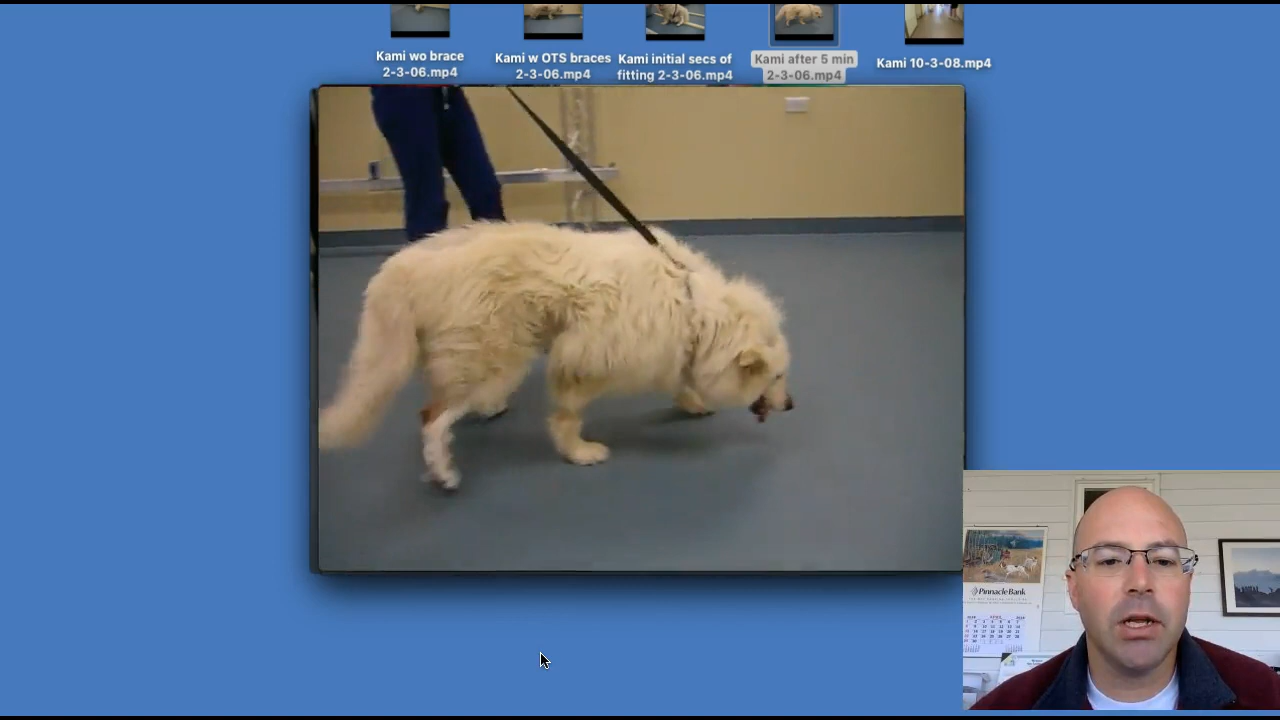 Kami wo brace
2-3-06.mp4
Kami w OTS braces
2-3-06.mp4
Kami initial secs of
fitting 2-3-06.mp4
Kami after 5 min
2-3-06.mp4
Kami 10-3-08.mp4
Pinnacle Bank
APRIL